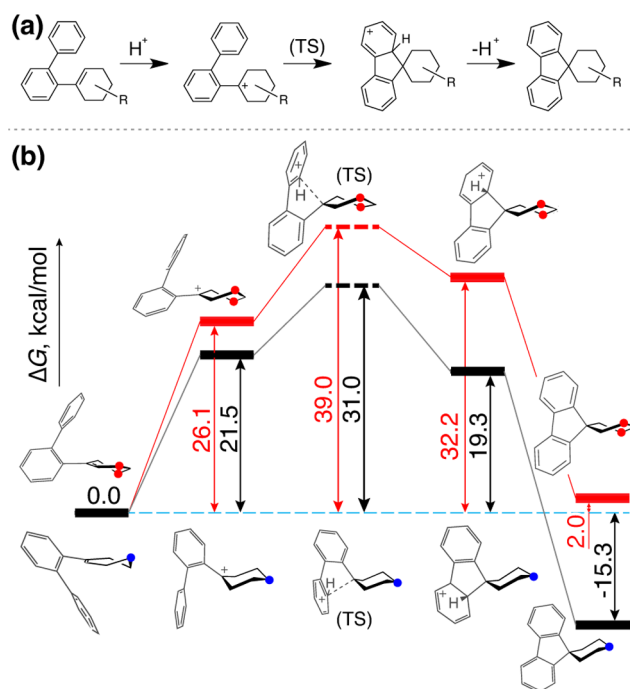 (a)
H⁺
(TS)
-H⁺
H
+
R
+
R
R
R
(b)
(TS)
+
H
+
H
+
ΔG, kcal/mol
0.0
26.1
21.5
39.0
31.0
32.2
19.3
2.0
-15.3
+
+
H
(TS)
+
H